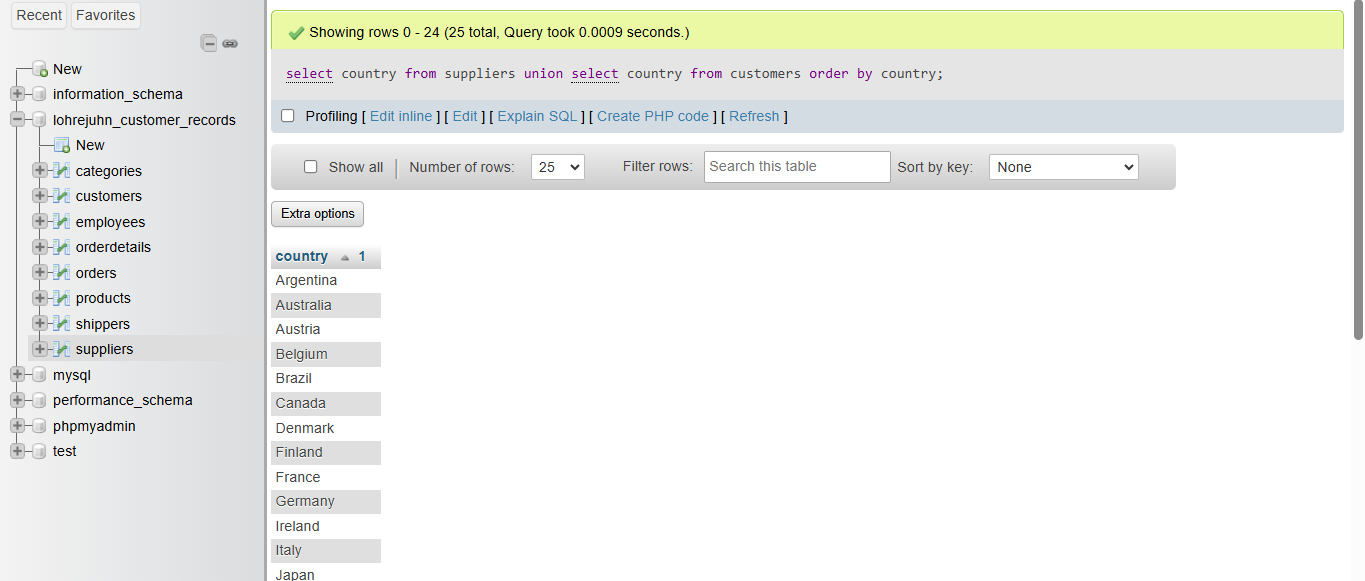 Recent Favorites
New
information_schema
lohrejuhn_customer_records
New
categories
customers
employees
orderdetails
orders
products
shippers
suppliers
mysql
performance_schema
phpmyadmin
test
Showing rows 0 - 24 (25 total, Query took 0.0009 seconds.)
select country from suppliers union select country from customers order by country;
Profiling [ Edit inline ] [ Edit ] [ Explain SQL ] [ Create PHP code ] [ Refresh ]
Show all | Number of rows: 25 Filter rows: Search this table Sort by key: None
Extra options
country 1
Argentina
Australia
Austria
Belgium
Brazil
Canada
Denmark
Finland
France
Germany
Ireland
Italy
Japan